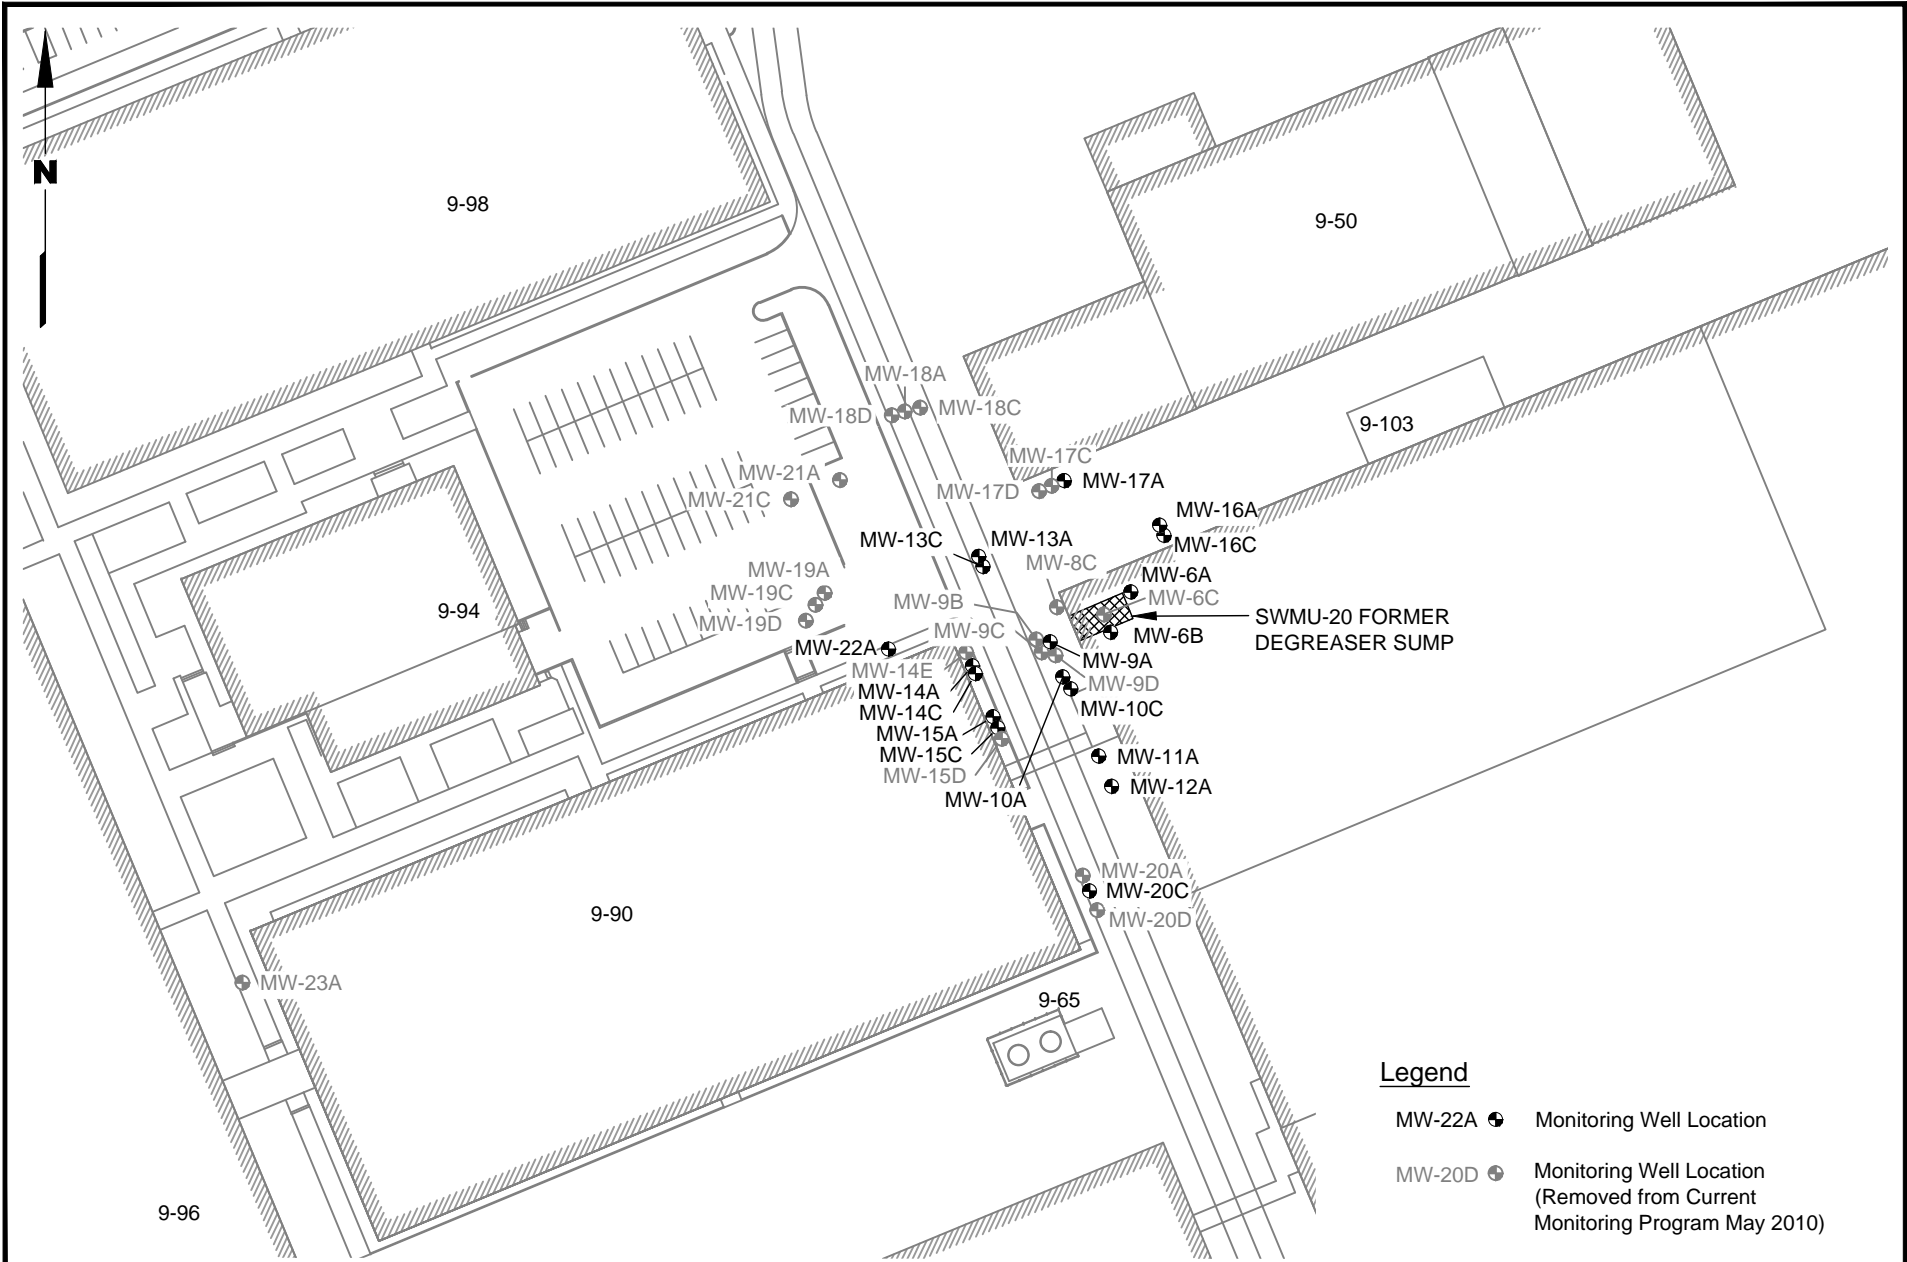 N
9-98
9-50
MW-18A
MW-18D
MW-18C
9-103
MW-17C
MW-21A
MW-17A
MW-21C
MW-17D
MW-16A
MW-13C
MW-13A
MW-16C
MW-8C
MW-19A
MW-6A
MW-19C
MW-9B
MW-6C
9-94
MW-19D
MW-9C
SWMU-20 FORMER
DEGREASER SUMP
MW-6B
MW-22A
MW-9A
MW-14E
MW-9D
MW-14A
MW-14C
MW-10C
MW-15A
MW-15C
MW-11A
MW-15D
MW-12A
MW-10A
MW-20A
MW-20C
9-90
MW-20D
MW-23A
9-65
Legend
MW-22A
Monitoring Well Location
MW-20D
Monitoring Well Location
(Removed from Current
Monitoring Program May 2010)
9-96